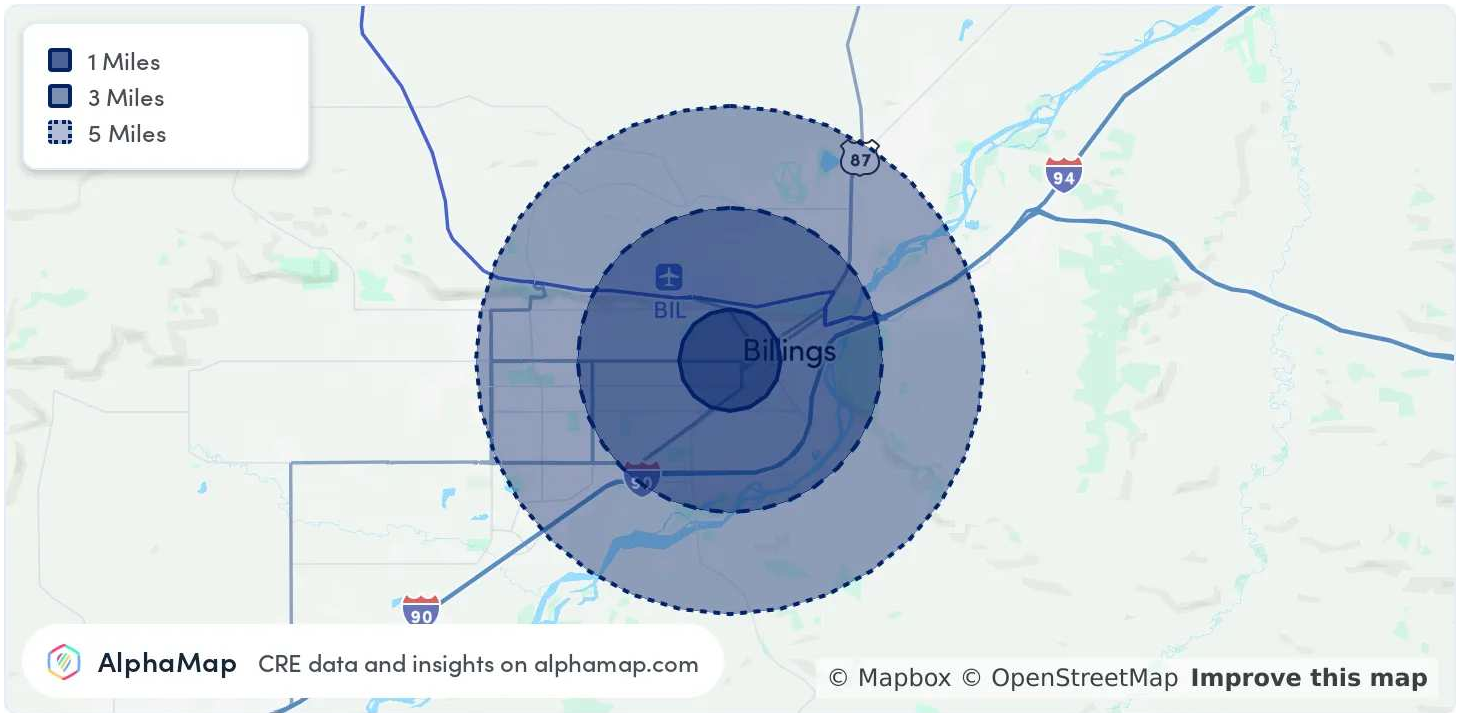 1 Miles
3 Miles
5 Miles
87
94
BIL
Billings
90
AlphaMap CRE data and insights on alphamap.com
© Mapbox © OpenStreetMap Improve this map